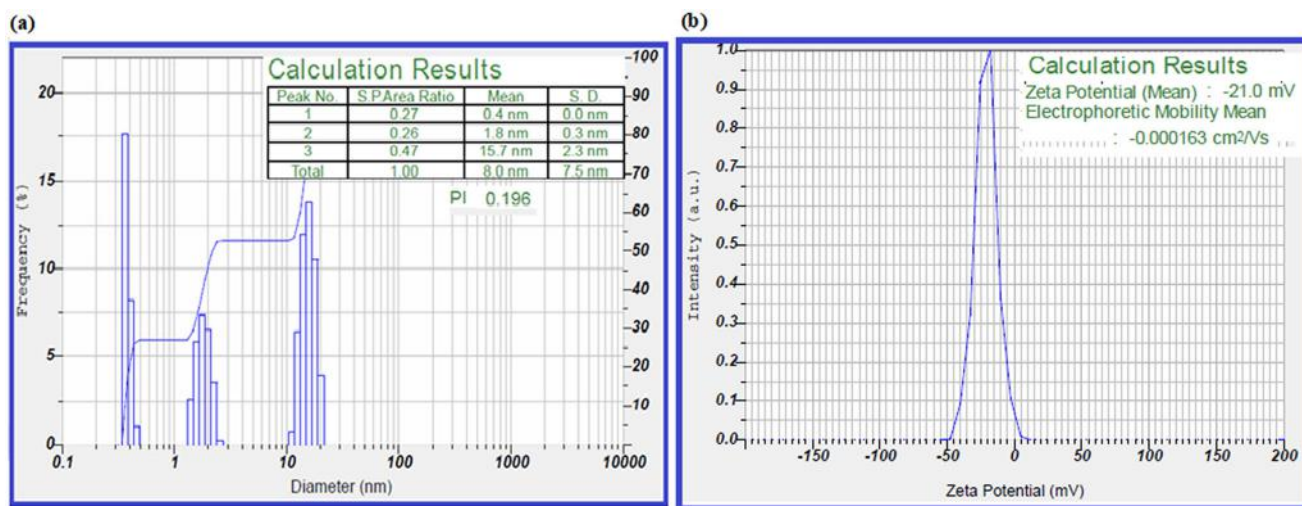 (a)
Calculation Results
Peak No. S.P.Area Ratio Mean S. D.
1 0.27 0.4 nm 0.0 nm
2 0.26 1.8 nm 0.3 nm
3 0.47 15.7 nm 2.3 nm
Total 1.00 8.0 nm 7.5 nm
PI 0.196
Frequency (%)
20
15
10
5
0
100
90
80
70
60
50
40
30
20
10
0.1 1 10 100 1000 10000
Diameter (nm)
(b)
Calculation Results
Zeta Potential (Mean) : -21.0 mV
Electrophoretic Mobility Mean
: -0.000163 cm2/Vs
Intensity (a.u.)
1.0
0.9
0.8
0.7
0.6
0.5
0.4
0.3
0.2
0.1
0.0
-150 -100 -50 0 50 100 150 200
Zeta Potential (mV)